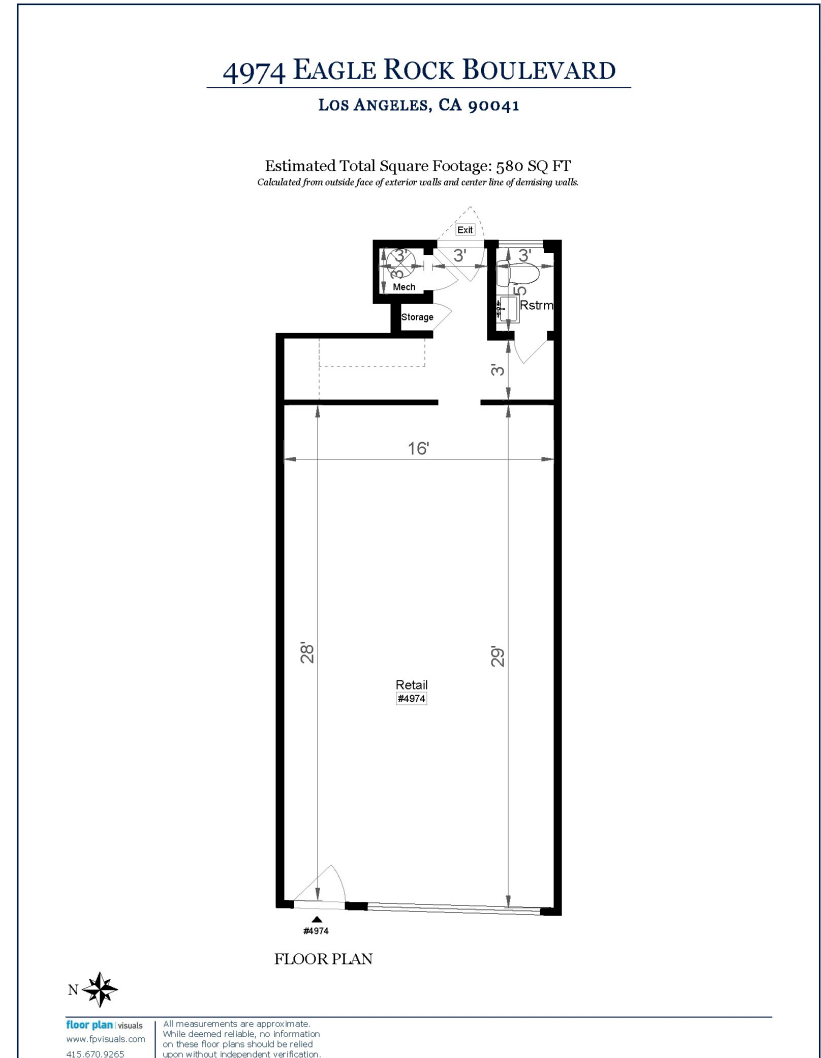 4974 EAGLE ROCK BOULEVARD
LOS ANGELES, CA 90041
Estimated Total Square Footage: 580 SQ FT
Calculated from outside face of exterior walls and center line of demising walls.
Exit
3' 3' 3'
3'
Mech
5'
Rstrm
Storage
3'
16'
28'
29'
Retail
#4974
#4974
FLOOR PLAN
N
floor plan | visuals
www.fpvisuals.com
415.670.9265
All measurements are approximate.
While deemed reliable, no information
on these floor plans should be relied
upon without independent verification.